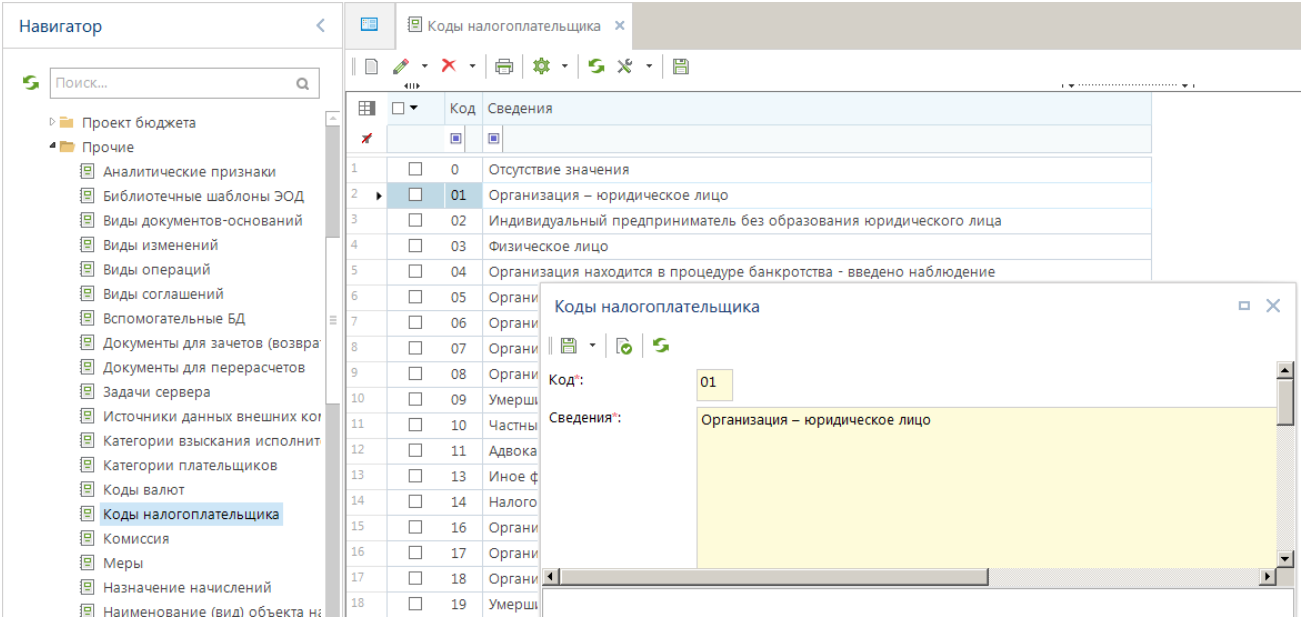 Навигатор
Поиск...
Проект бюджета
Прочие
Аналитические признаки
Библиотечные шаблоны ЭОД
Виды документов-оснований
Виды изменений
Виды операций
Виды соглашений
Вспомогательные БД
Документы для зачетов (возвра
Документы для перерасчетов
Задачи сервера
Источники данных внешних ко
Категории взыскания исполнит
Категории плательщиков
Коды валют
Коды налогоплательщика
Комиссия
Меры
Назначение начислений
Наименование (вид) объекта на
Коды налогоплательщика
Код Сведения
1 0 Отсутствие значения
2 01 Организация – юридическое лицо
3 02 Индивидуальный предприниматель без образования юридического лица
4 03 Физическое лицо
5 04 Организация находится в процедуре банкротства - введено наблюдение
6 05 Органи
7 06 Органи
8 07 Органи
9 08 Органи
10 09 Умерш
11 10 Частны
12 11 Адвока
13 13 Иное ф
14 14 Налого
15 16 Органи
16 17 Органи
17 18 Органи
18 19 Умерш
Коды налогоплательщика
Код*: 01
Сведения*: Организация – юридическое лицо